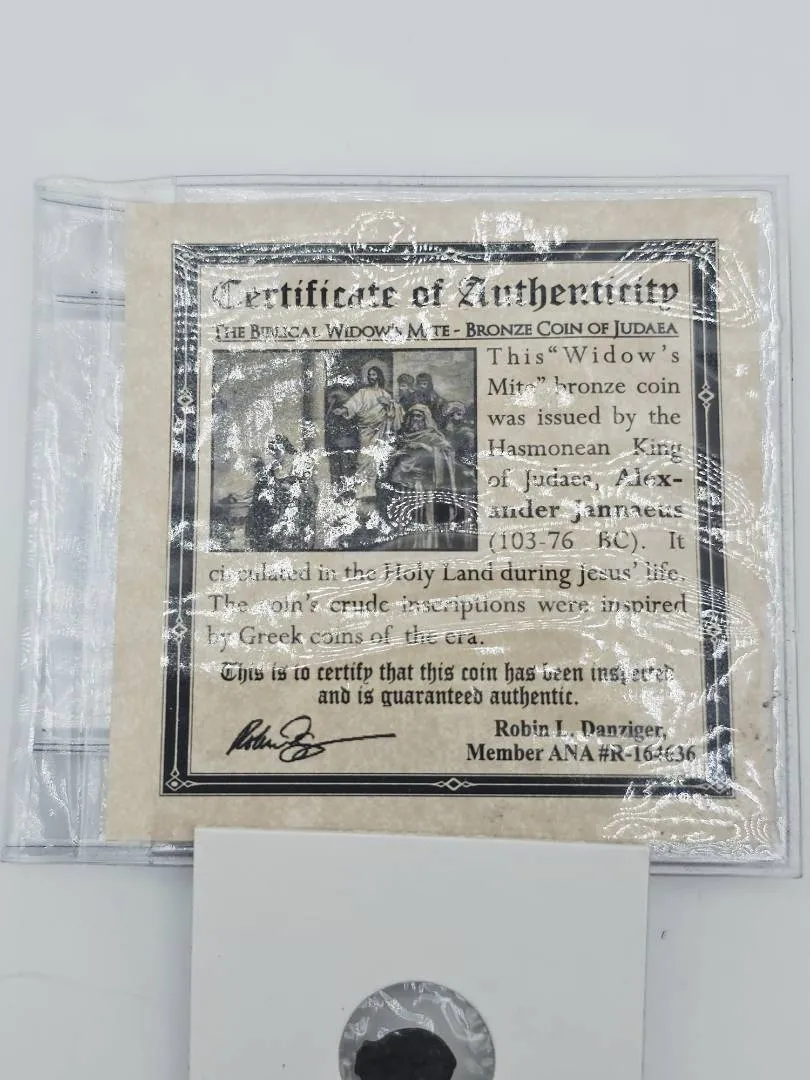 Certificate of Authenticity
THE BIBLICAL WIDOW'S MITE - BRONZE COIN OF JUDAEA
This "Widow's
Mite" bronze coin
was issued by the
Hasmonean King
of Judaea, Alex-
ander Jannaeus
(103-76 BC). It
circulated in the Holy Land during Jesus' life.
The coin's crude inscriptions were inspired
by Greek coins of the era.
This is to certify that this coin has been inspected
and is guaranteed authentic.
Robin L. Danziger,
Member ANA